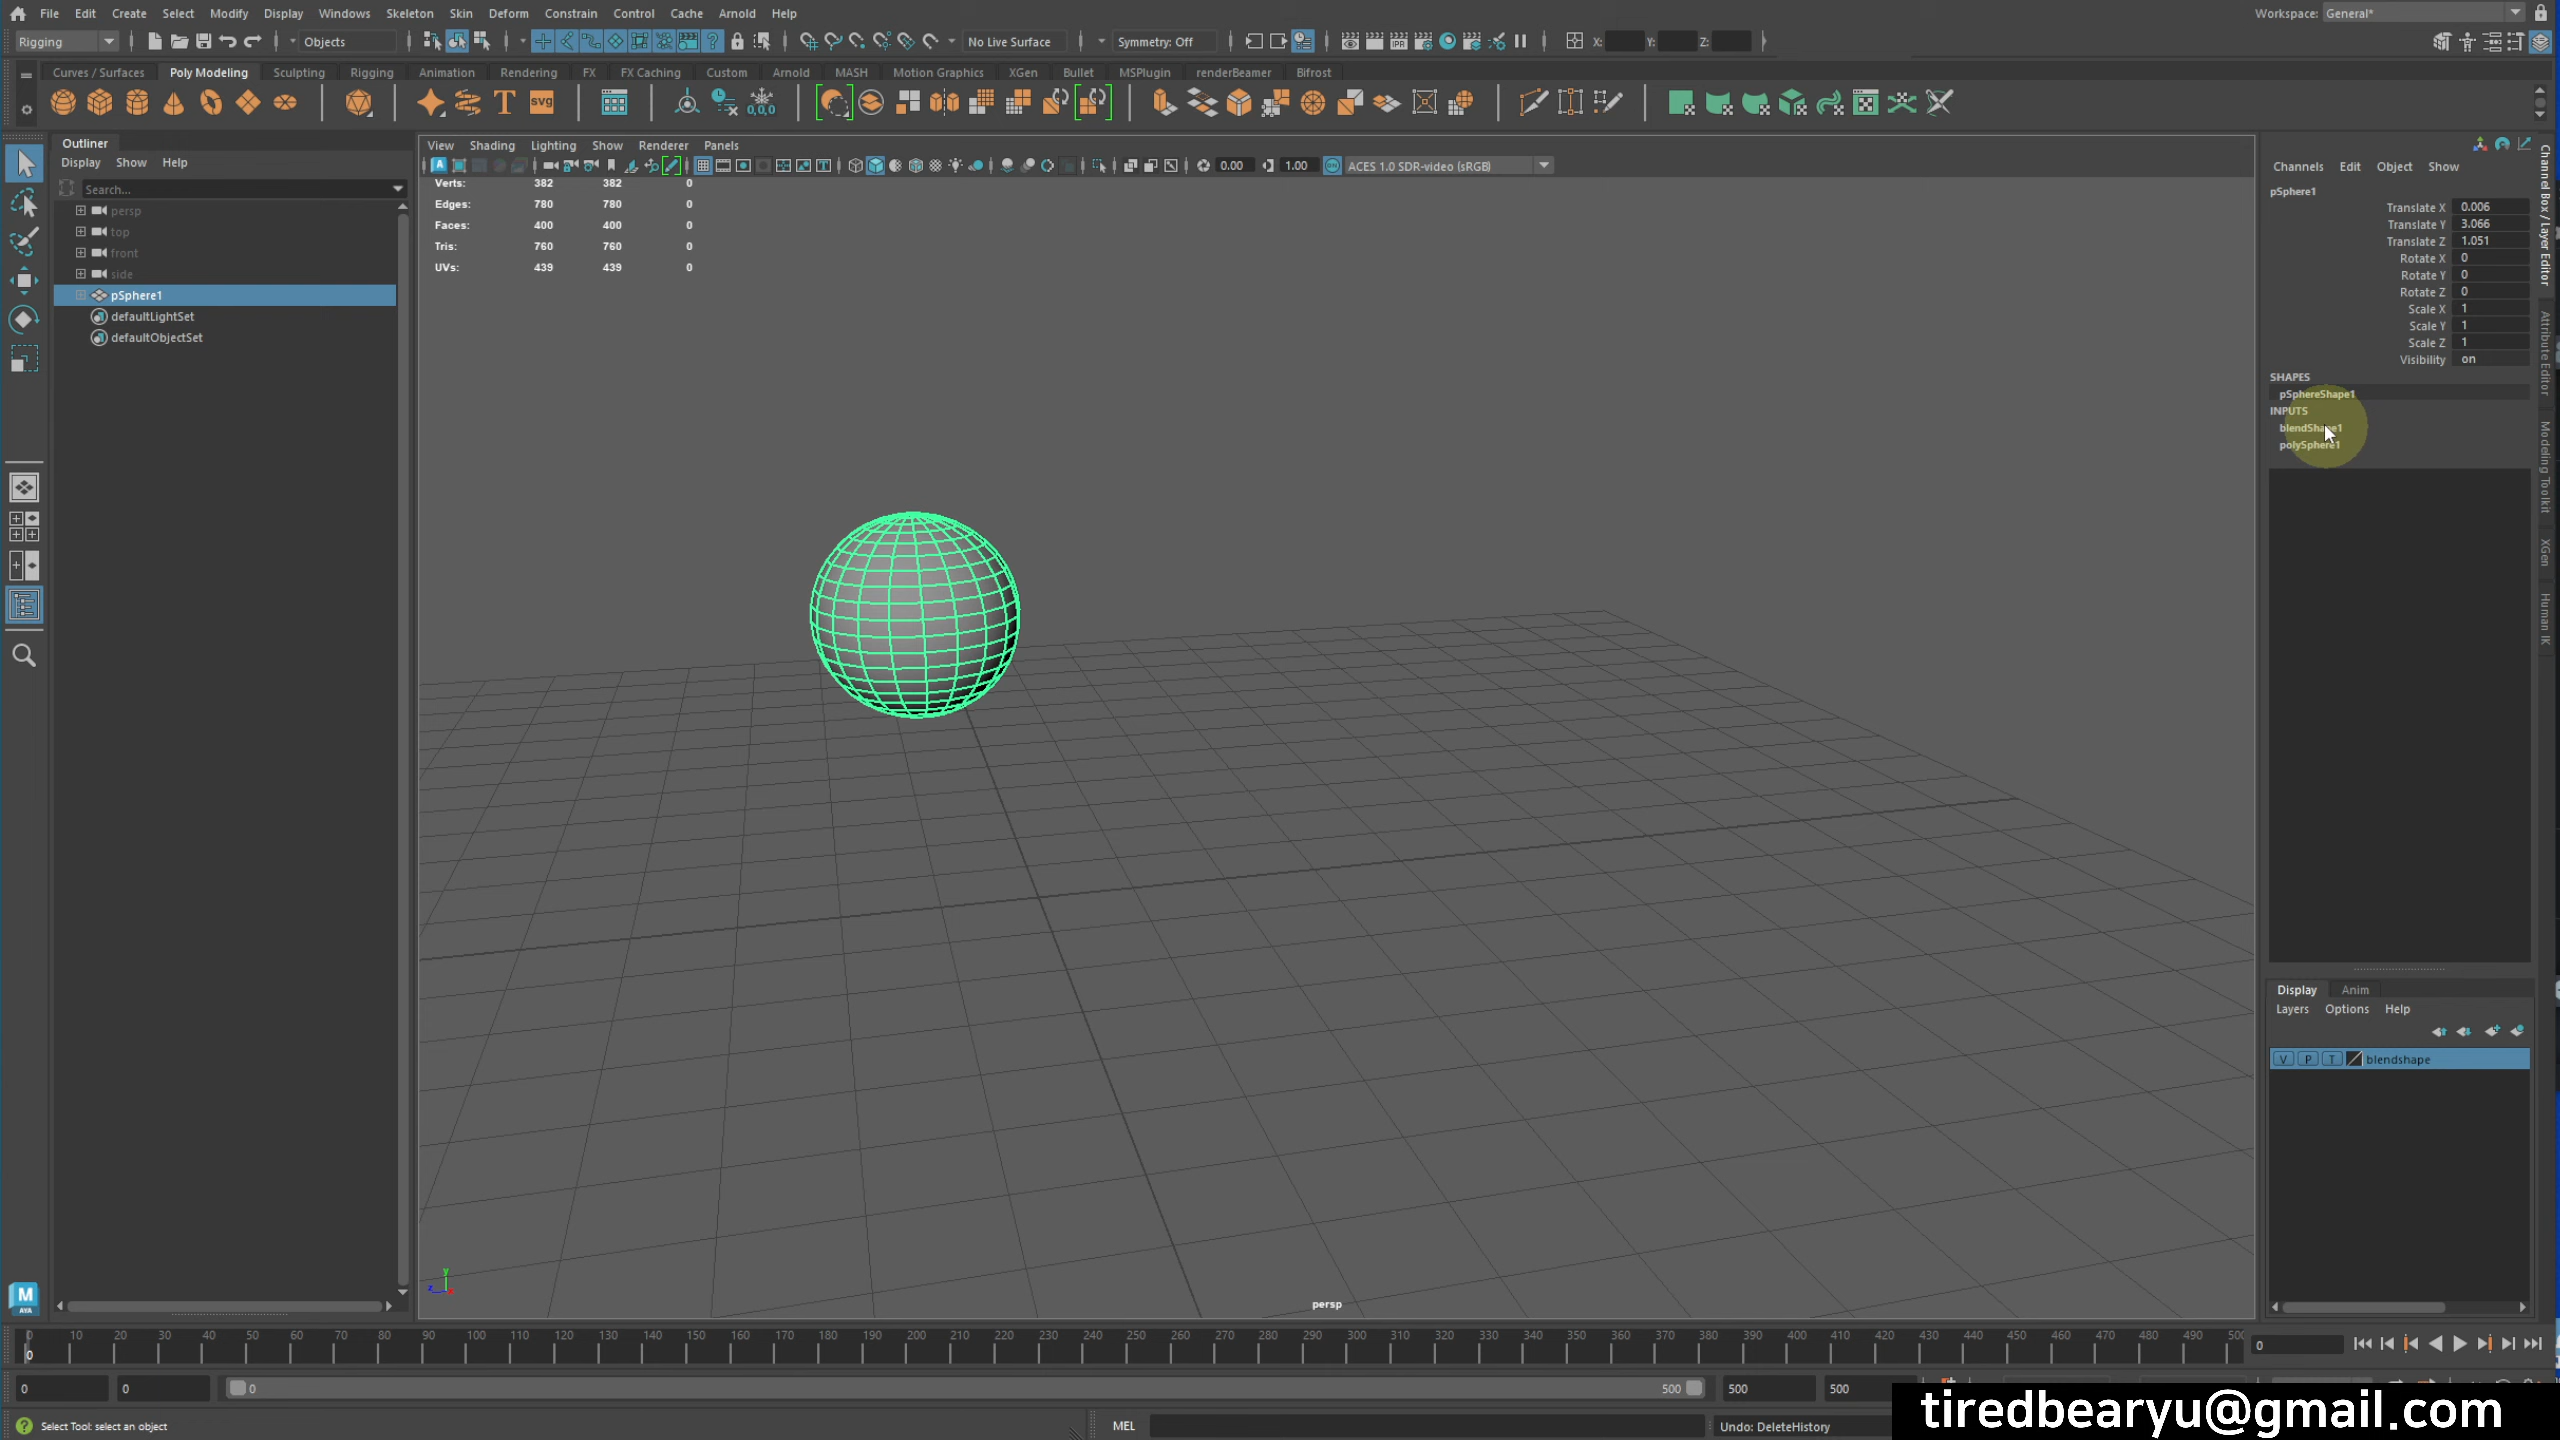 File Edit Create Select Modify Display Windows Skeleton Skin Deform Constrain Control Cache Arnold Help
Workspace: General*
Rigging Objects No Live Surface Symmetry: Off X: Y: Z:
Curves / Surfaces Poly Modeling Sculpting Rigging Animation Rendering FX FX Caching Custom Arnold MASH Motion Graphics XGen Bullet MSPlugin renderBeamer Bifrost
T SVG 0,0,0
Outliner
Display Show Help
Search...
persp
top
front
side
pSphere1
defaultLightSet
defaultObjectSet
View Shading Lighting Show Renderer Panels
0.00 1.00 ACES 1.0 SDR-video (sRGB)
Verts: 382 382 0
Edges: 780 780 0
Faces: 400 400 0
Tris: 760 760 0
UVs: 439 439 0
persp
y
x
z
Channels Edit Object Show
pSphere1
Translate X 0.006
Translate Y 3.066
Translate Z 1.051
Rotate X 0
Rotate Y 0
Rotate Z 0
Scale X 1
Scale Y 1
Scale Z 1
Visibility on
SHAPES
pSphereShape1
INPUTS
blendShape1
polySphere1
Channel Box / Layer Editor
Attribute Editor
Modeling Toolkit
XGen
Human IK
Display Anim
Layers Options Help
V P T blendshape
M
AYA
0 10 20 30 40 50 60 70 80 90 100 110 120 130 140 150 160 170 180 190 200 210 220 230 240 250 260 270 280 290 300 310 320 330 340 350 360 370 380 390 400 410 420 430 440 450 460 470 480 490 50
0 0
0 0 0 500 500 500
Select Tool: select an object MEL Undo: DeleteHistory
tiredbearyu@gmail.com